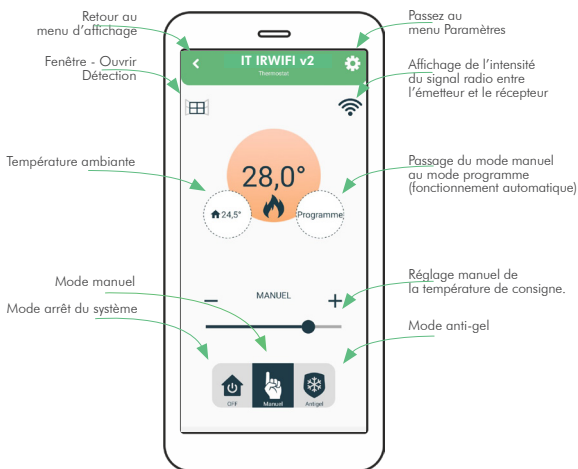 Retour au
menu d'affichage
Passez au
menu Paramètres
IT IRWIFI v2
Thermostat
Fenêtre - Ouvrir
Détection
Affichage de l'intensité
du signal radio entre
l'émetteur et le récepteur
Température ambiante
28,0°
24,5°
Programme
Passage du mode manuel
au mode programme
(fonctionnement automatique)
Mode manuel
Mode arrêt du système
MANUEL
Réglage manuel de
la température de consigne.
Mode anti-gel
OFF
Manuel
Antigel